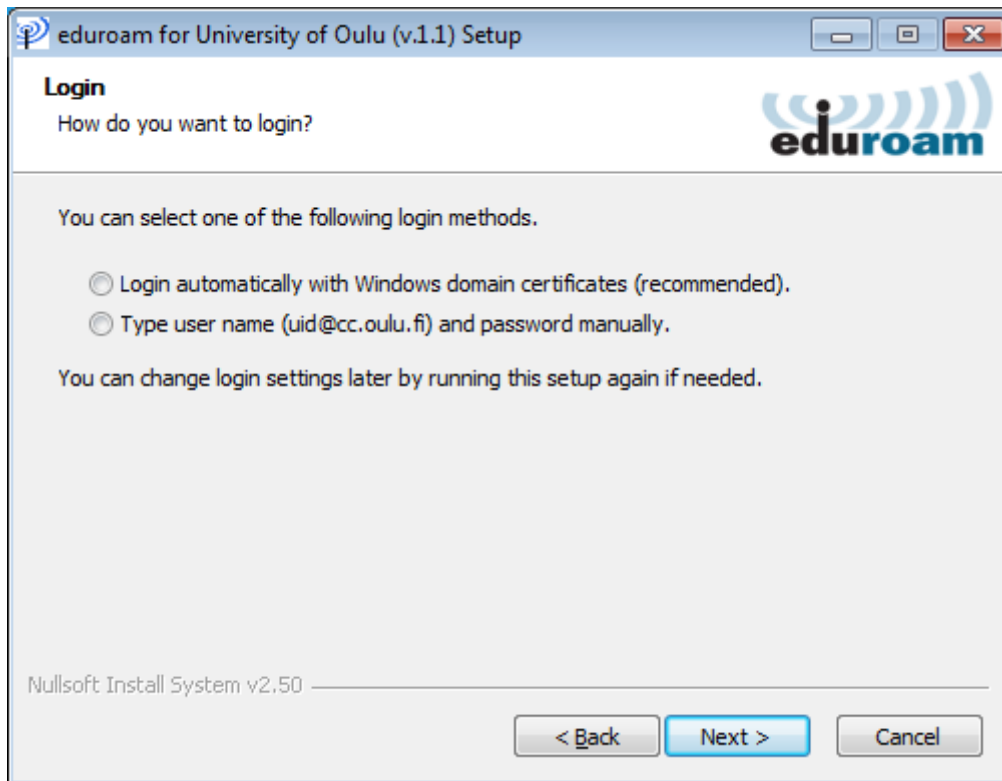 eduroam for University of Oulu (v.1.1) Setup
Login
How do you want to login?
eduroam
You can select one of the following login methods.
Login automatically with Windows domain certificates (recommended).
Type user name (uid@cc.oulu.fi) and password manually.
You can change login settings later by running this setup again if needed.
Nullsoft Install System v2.50
< Back
Next >
Cancel